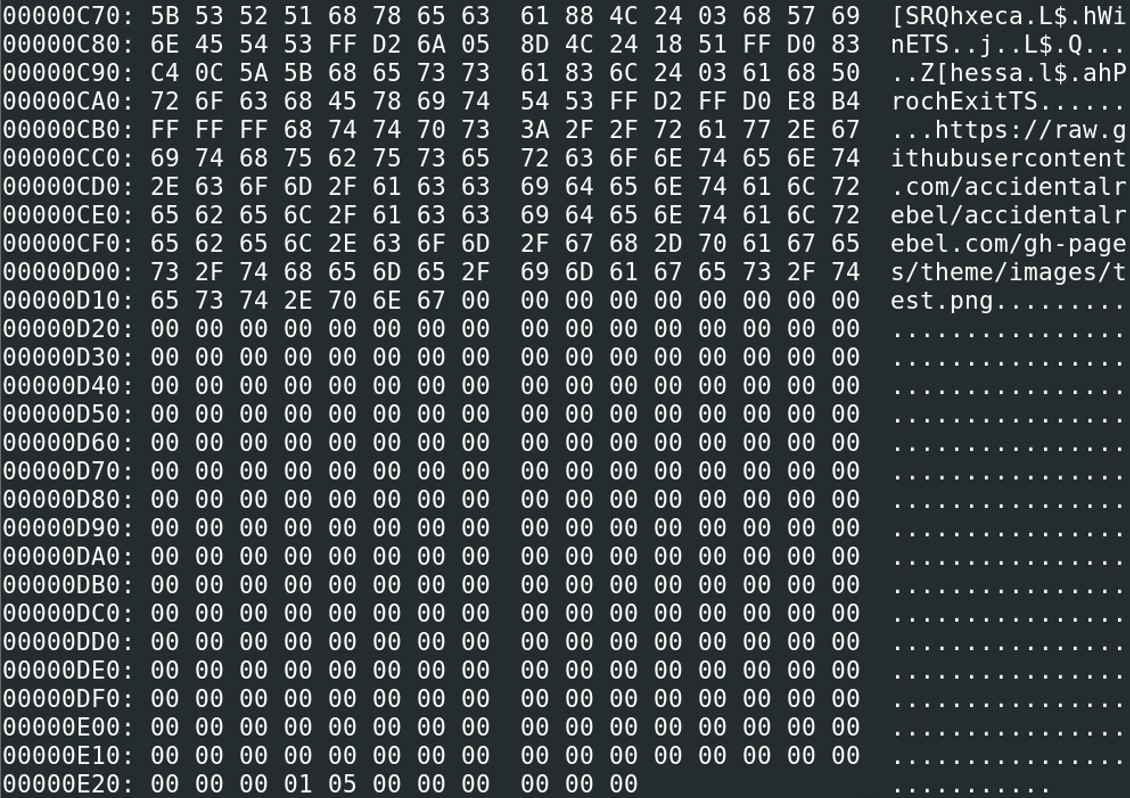 00000C70: 5B 53 52 51 68 78 65 63  61 88 4C 24 03 68 57 69  [SRQhxeca.L$.hWi
00000C80: 6E 45 54 53 FF D2 6A 05  8D 4C 24 18 51 FF D0 83  nETS..j..L$.Q...
00000C90: C4 0C 5A 5B 68 65 73 73  61 83 6C 24 03 61 68 50  ..Z[hessa.l$.ahP
00000CA0: 72 6F 63 68 45 78 69 74  54 53 FF D2 FF D0 E8 B4  rochExitTS......
00000CB0: FF FF FF 68 74 74 70 73  3A 2F 2F 72 61 77 2E 67  ...https://raw.g
00000CC0: 69 74 68 75 62 75 73 65  72 63 6F 6E 74 65 6E 74  ithubusercontent
00000CD0: 2E 63 6F 6D 2F 61 63 63  69 64 65 6E 74 61 6C 72  .com/accidentalr
00000CE0: 65 62 65 6C 2F 61 63 63  69 64 65 6E 74 61 6C 72  ebel/accidentalr
00000CF0: 65 62 65 6C 2E 63 6F 6D  2F 67 68 2D 70 61 67 65  ebel.com/gh-page
00000D00: 73 2F 74 68 65 6D 65 2F  69 6D 61 67 65 73 2F 74  s/theme/images/t
00000D10: 65 73 74 2E 70 6E 67 00  00 00 00 00 00 00 00 00  est.png.........
00000D20: 00 00 00 00 00 00 00 00  00 00 00 00 00 00 00 00  ................
00000D30: 00 00 00 00 00 00 00 00  00 00 00 00 00 00 00 00  ................
00000D40: 00 00 00 00 00 00 00 00  00 00 00 00 00 00 00 00  ................
00000D50: 00 00 00 00 00 00 00 00  00 00 00 00 00 00 00 00  ................
00000D60: 00 00 00 00 00 00 00 00  00 00 00 00 00 00 00 00  ................
00000D70: 00 00 00 00 00 00 00 00  00 00 00 00 00 00 00 00  ................
00000D80: 00 00 00 00 00 00 00 00  00 00 00 00 00 00 00 00  ................
00000D90: 00 00 00 00 00 00 00 00  00 00 00 00 00 00 00 00  ................
00000DA0: 00 00 00 00 00 00 00 00  00 00 00 00 00 00 00 00  ................
00000DB0: 00 00 00 00 00 00 00 00  00 00 00 00 00 00 00 00  ................
00000DC0: 00 00 00 00 00 00 00 00  00 00 00 00 00 00 00 00  ................
00000DD0: 00 00 00 00 00 00 00 00  00 00 00 00 00 00 00 00  ................
00000DE0: 00 00 00 00 00 00 00 00  00 00 00 00 00 00 00 00  ................
00000DF0: 00 00 00 00 00 00 00 00  00 00 00 00 00 00 00 00  ................
00000E00: 00 00 00 00 00 00 00 00  00 00 00 00 00 00 00 00  ................
00000E10: 00 00 00 00 00 00 00 00  00 00 00 00 00 00 00 00  ................
00000E20: 00 00 00 01 05 00 00 00  00 00 00  ...........